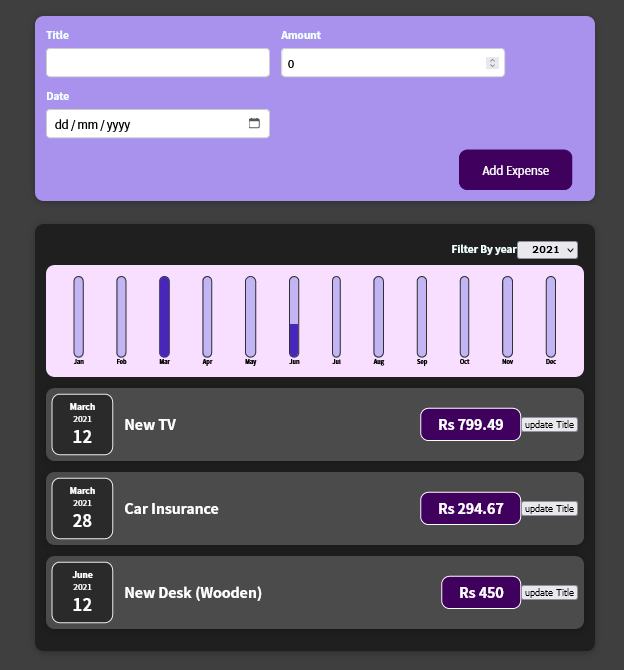 Title Amount
0
Date
dd / mm / yyyy
Add Expense
Filter By year 2021
Jan Feb Mar Apr May Jun Jul Aug Sep Oct Nov Dec
March
2021
12
New TV Rs 799.49 update Title
March
2021
28
Car Insurance Rs 294.67 update Title
June
2021
12
New Desk (Wooden) Rs 450 update Title